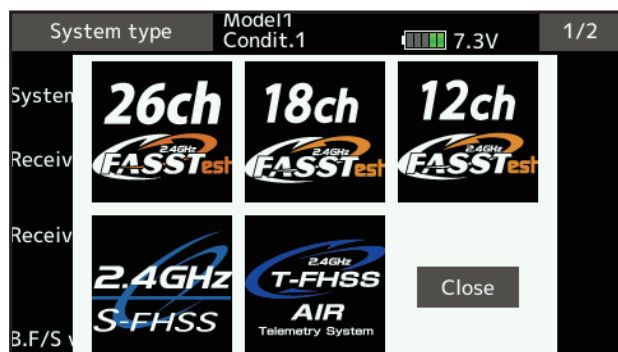 System type
Model1
Condit.1
7.3V
1/2
System
Receiv
Receiv
B.F/S
26ch
2.4GHz
FASSTest
18ch
2.4GHz
FASSTest
12ch
2.4GHz
FASSTest
2.4GHz
S-FHSS
2.4GHz
T-FHSS
AIR
Telemetry System
Close